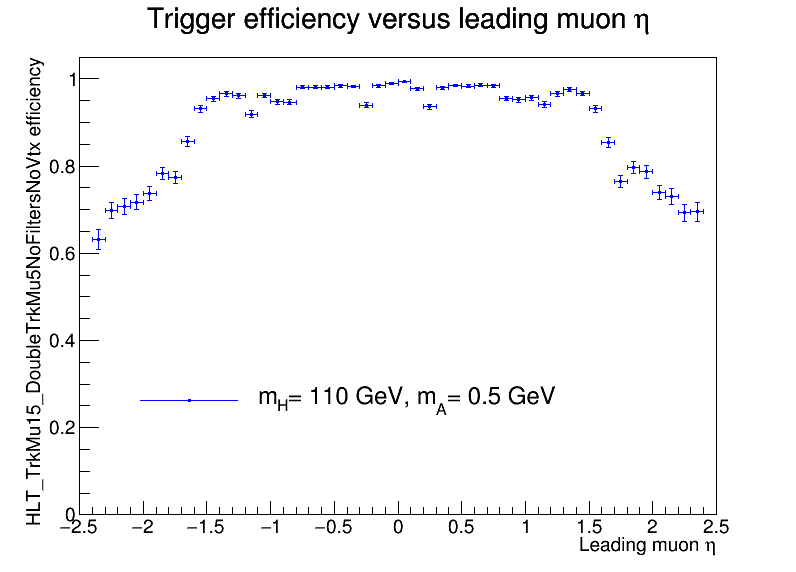 Trigger efficiency versus leading muon η
HLT_TrkMu15_DoubleTrkMu5NoFiltersNoVtx efficiency
1
0.8
0.6
0.4
0.2
0
m_H= 110 GeV, m_A= 0.5 GeV
−2.5 −2 −1.5 −1 −0.5 0 0.5 1 1.5 2 2.5
Leading muon η